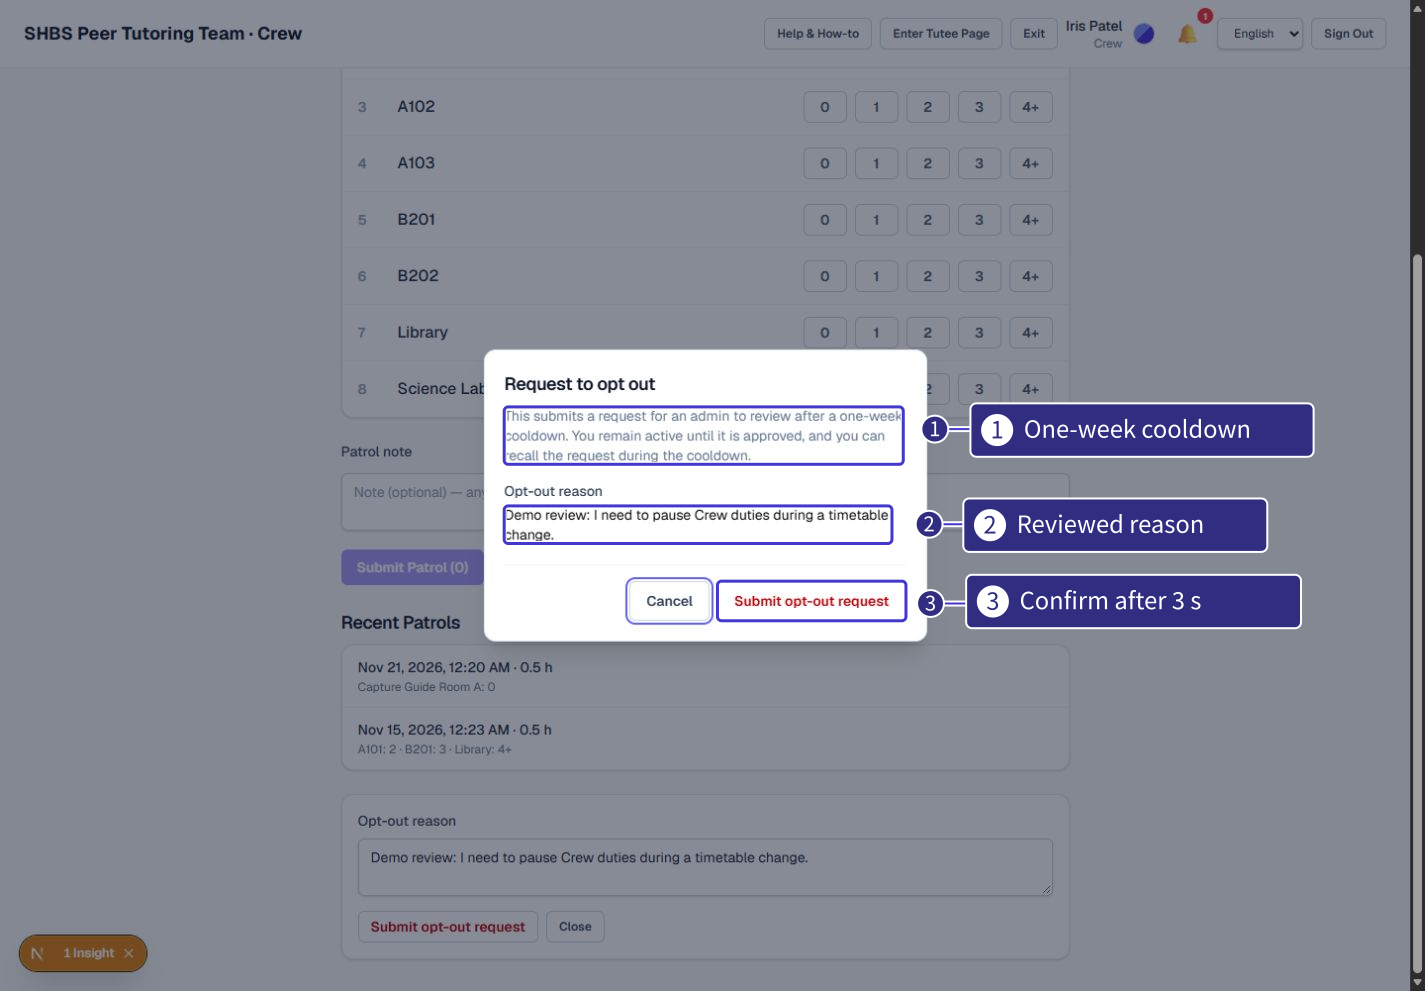 SHBS Peer Tutoring Team · Crew
Help & How-to
Enter Tutee Page
Exit
Iris Patel
Crew
1
English
Sign Out
3 A102 0 1 2 3 4+
4 A103 0 1 2 3 4+
5 B201 0 1 2 3 4+
6 B202 0 1 2 3 4+
7 Library 0 1 2 3 4+
8 Science Lab 2 3 4+
Patrol note
Note (optional) — any
Submit Patrol (0)
Request to opt out
This submits a request for an admin to review after a one-week
cooldown. You remain active until it is approved, and you can
recall the request during the cooldown.
1 1 One-week cooldown
Opt-out reason
Demo review: I need to pause Crew duties during a timetable
change.
2 2 Reviewed reason
Cancel
Submit opt-out request
3 3 Confirm after 3 s
Recent Patrols
Nov 21, 2026, 12:20 AM · 0.5 h
Capture Guide Room A: 0
Nov 15, 2026, 12:23 AM · 0.5 h
A101: 2 · B201: 3 · Library: 4+
Opt-out reason
Demo review: I need to pause Crew duties during a timetable change.
Submit opt-out request
Close
N 1 Insight ×